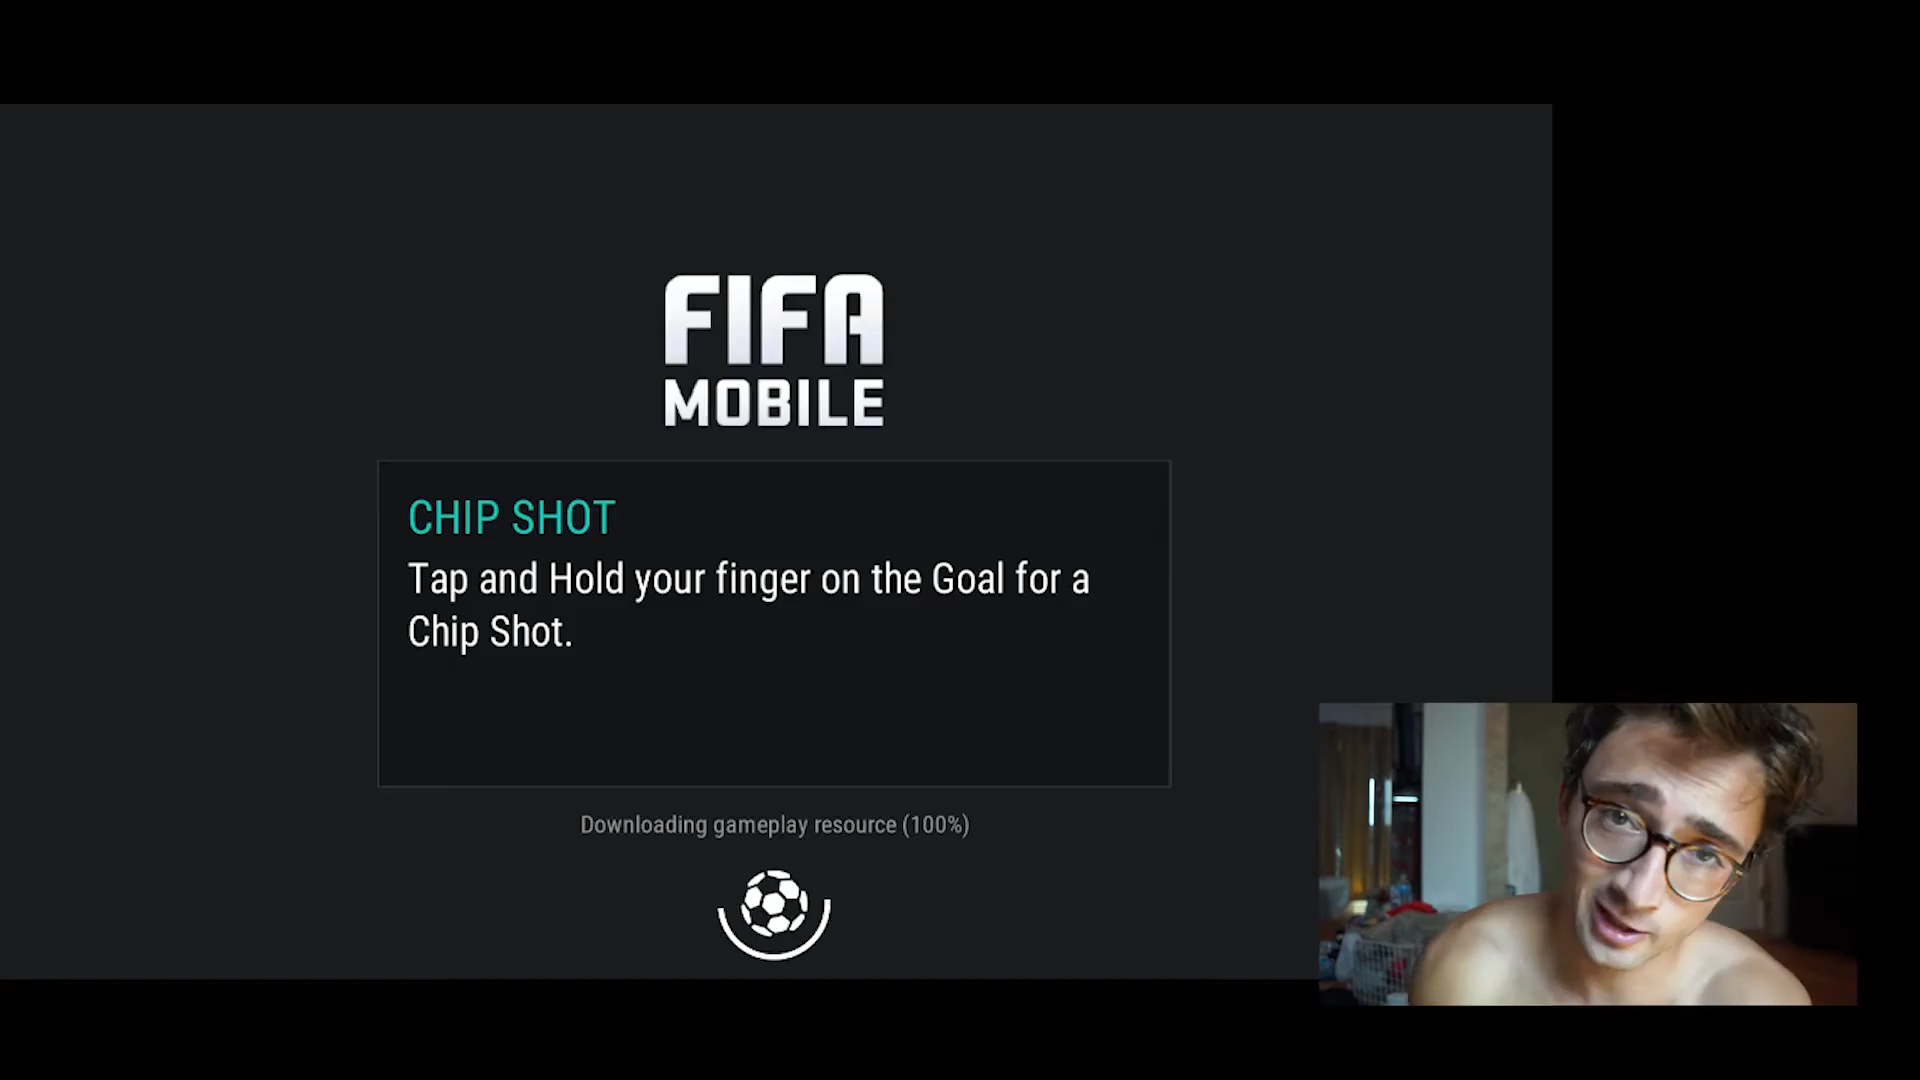 FIFA
MOBILE
CHIP SHOT
Tap and Hold your finger on the Goal for a
Chip Shot.
Downloading gameplay resource (100%)